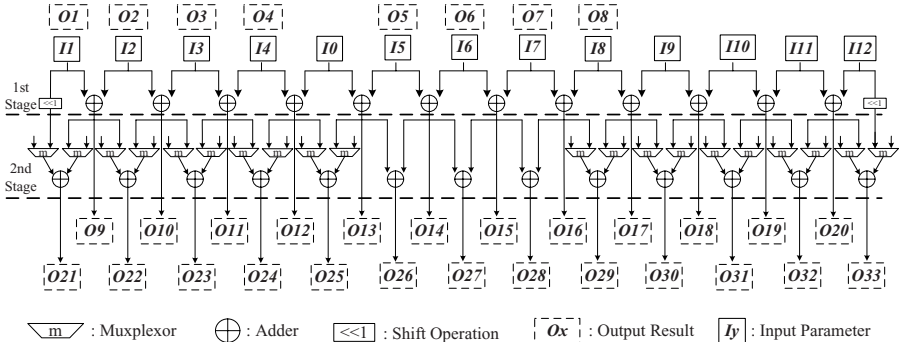 O1 O2 O3 O4 O5 O6 O7 O8
I1 I2 I3 I4 I0 I5 I6 I7 I8 I9 I10 I11 I12
1st
Stage
<<1 <<1
m m m m m m m m m m m m m m m m m m m m
2nd
Stage
O9 O10 O11 O12 O13 O14 O15 O16 O17 O18 O19 O20
O21 O22 O23 O24 O25 O26 O27 O28 O29 O30 O31 O32 O33
m : Muxplexor : Adder <<1 : Shift Operation Ox : Output Result Iy : Input Parameter